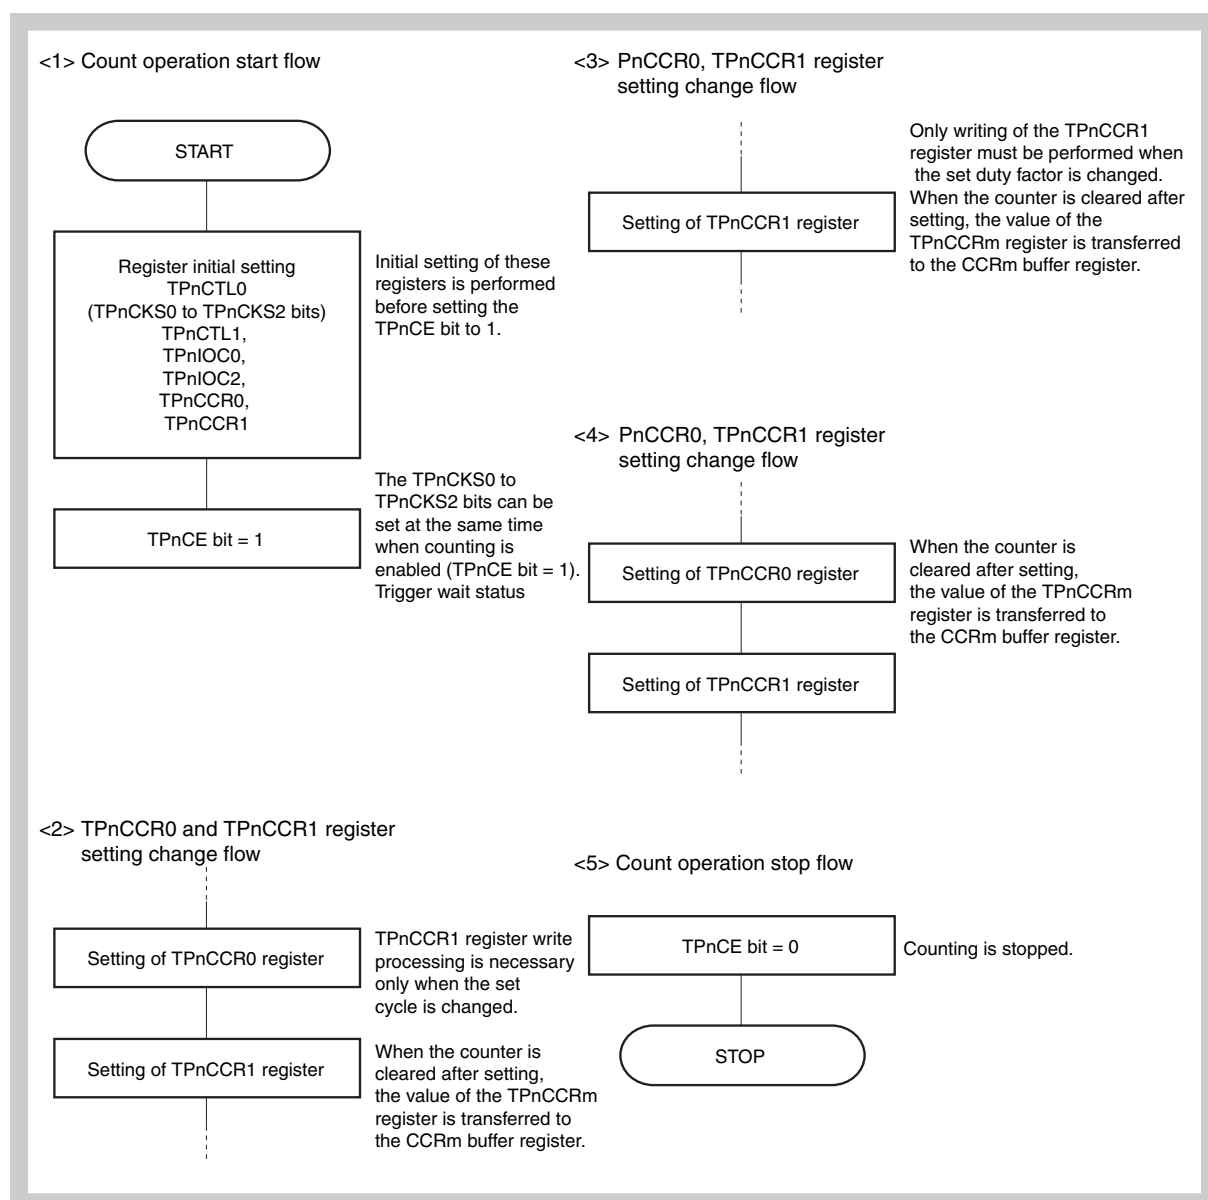 <1> Count operation start flow
START
Register initial setting
TPnCTL0
(TPnCKS0 to TPnCKS2 bits)
TPnCTL1,
TPnIOC0,
TPnIOC2,
TPnCCR0,
TPnCCR1
Initial setting of these
registers is performed
before setting the
TPnCE bit to 1.
TPnCE bit = 1
The TPnCKS0 to
TPnCKS2 bits can be
set at the same time
when counting is
enabled (TPnCE bit = 1).
Trigger wait status
<2> TPnCCR0 and TPnCCR1 register
setting change flow
Setting of TPnCCR0 register
TPnCCR1 register write
processing is necessary
only when the set
cycle is changed.
Setting of TPnCCR1 register
When the counter is
cleared after setting,
the value of the TPnCCRm
register is transferred to
the CCRm buffer register.
<3> PnCCR0, TPnCCR1 register
setting change flow
Setting of TPnCCR1 register
Only writing of the TPnCCR1
register must be performed when
the set duty factor is changed.
When the counter is cleared after
setting, the value of the
TPnCCRm register is transferred
to the CCRm buffer register.
<4> PnCCR0, TPnCCR1 register
setting change flow
Setting of TPnCCR0 register
When the counter is
cleared after setting,
the value of the TPnCCRm
register is transferred to
the CCRm buffer register.
Setting of TPnCCR1 register
<5> Count operation stop flow
TPnCE bit = 0
Counting is stopped.
STOP